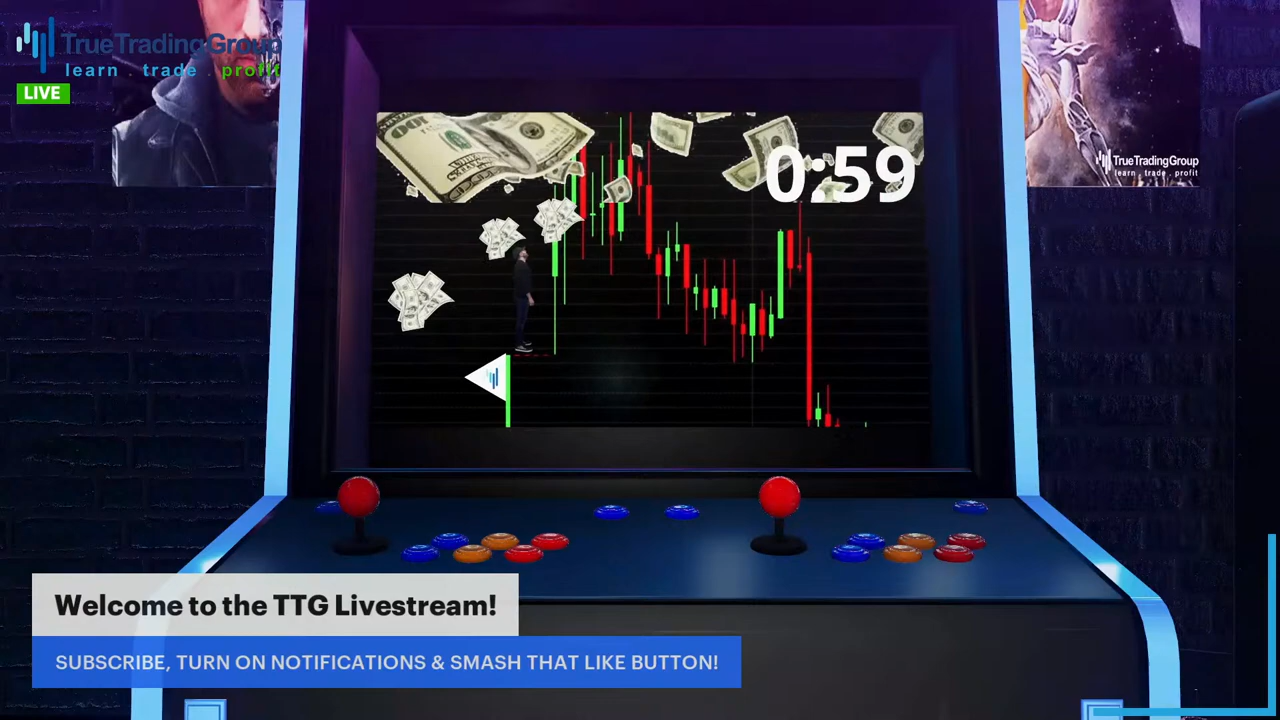 TrueTradingGroup
learn . trade . profit
LIVE
0:59
TrueTradingGroup
learn . trade . profit
Welcome to the TTG Livestream!
SUBSCRIBE, TURN ON NOTIFICATIONS & SMASH THAT LIKE BUTTON!